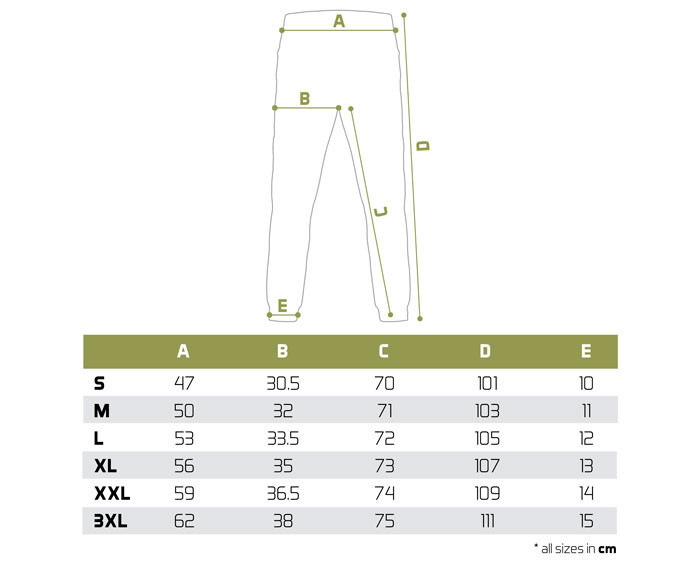 A
B
D
C
E
A B C D E
S 47 30.5 70 101 10
M 50 32 71 103 11
L 53 33.5 72 105 12
XL 56 35 73 107 13
XXL 59 36.5 74 109 14
3XL 62 38 75 111 15
* all sizes in cm